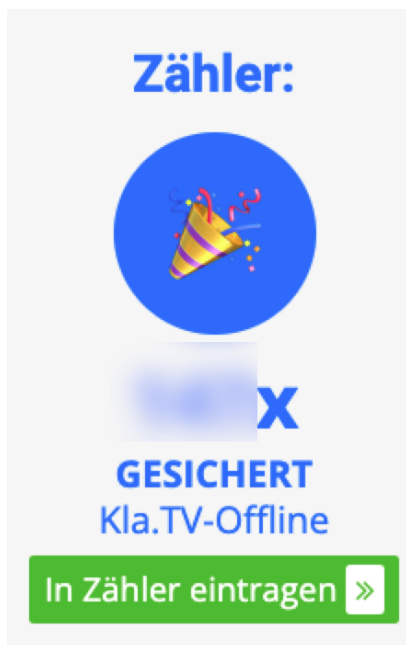 Zähler:
x
GESICHERT
Kla.TV-Offline
In Zähler eintragen »